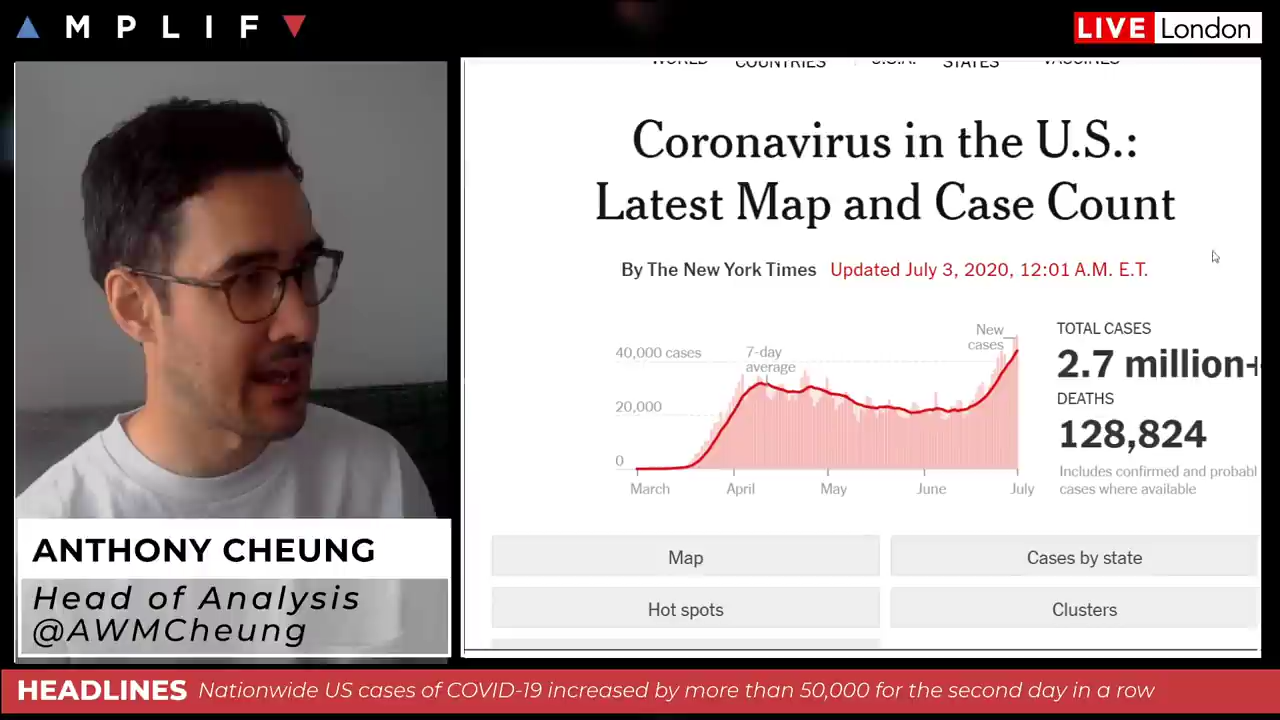 AMPLIFY
LIVE London
WORLD COUNTRIES U.S.A. STATES VACCINES
Coronavirus in the U.S.:
Latest Map and Case Count
By The New York Times Updated July 3, 2020, 12:01 A.M. E.T.
New
cases
7-day
average
40,000 cases
20,000
0
March April May June July
TOTAL CASES
2.7 million+
DEATHS
128,824
Includes confirmed and probabl
cases where available
Map
Cases by state
Hot spots
Clusters
ANTHONY CHEUNG
Head of Analysis
@AWMCheung
HEADLINES Nationwide US cases of COVID-19 increased by more than 50,000 for the second day in a row